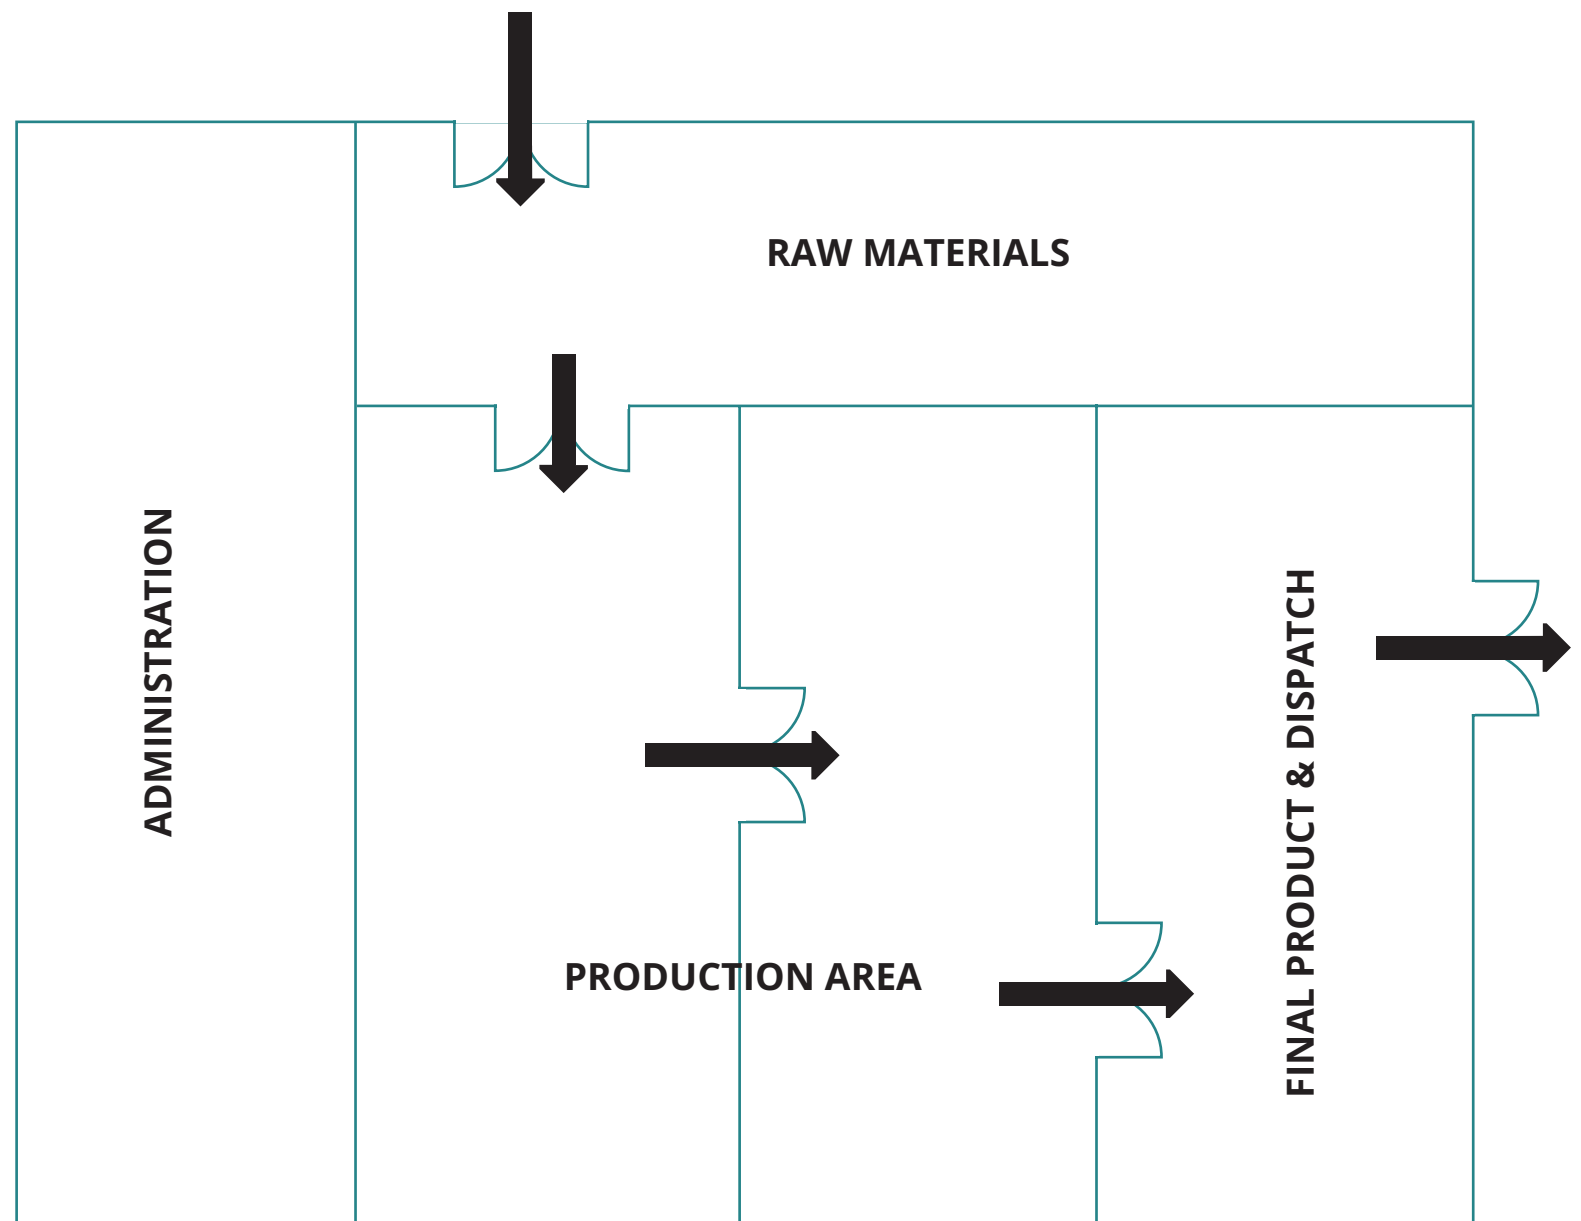 RAW MATERIALS
ADMINISTRATION
PRODUCTION AREA
FINAL PRODUCT & DISPATCH